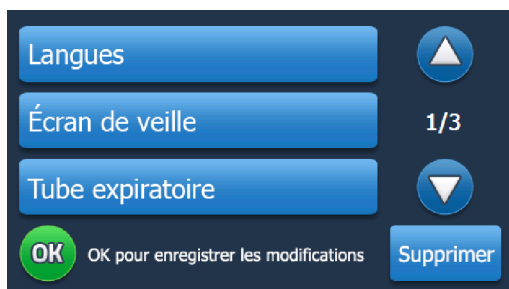 Langues
Écran de veille
1/3
Tube expiratoire
OK
OK pour enregistrer les modifications
Supprimer